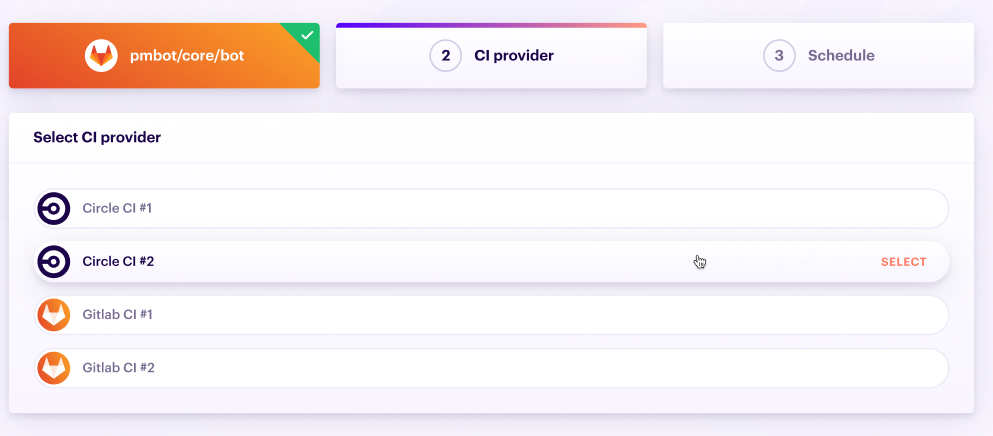 pmbot/core/bot
2 CI provider
3 Schedule
Select CI provider
Circle CI #1
Circle CI #2 SELECT
Gitlab CI #1
Gitlab CI #2